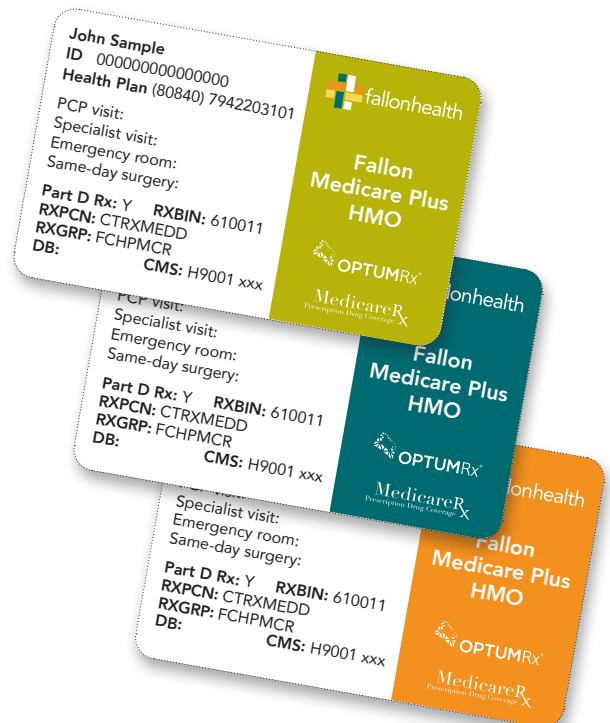 John Sample
ID 000000000000000
Health Plan (80840) 7942203101
PCP visit:
Specialist visit:
Emergency room:
Same-day surgery:
Part D Rx: Y RXBIN: 610011
RXPCN: CTRXMEDD
RXGRP: FCHPMCR
DB:
CMS: H9001 xxx
fallonhealth
Fallon
Medicare Plus
HMO
OPTUMRx®
MedicareRx
Prescription Drug Coverage
PCP visit:
Specialist visit:
Emergency room:
Same-day surgery:
Part D Rx: Y RXBIN: 610011
RXPCN: CTRXMEDD
RXGRP: FCHPMCR
DB:
CMS: H9001 xxx
lonhealth
Fallon
Medicare Plus
HMO
OPTUMRx®
MedicareRx
Prescription Drug Coverage
Specialist visit:
Emergency room:
Same-day surgery:
Part D Rx: Y RXBIN: 610011
RXPCN: CTRXMEDD
RXGRP: FCHPMCR
DB:
CMS: H9001 xxx
lonhealth
Fallon
Medicare Plus
HMO
OPTUMRx®
MedicareRx
Prescription Drug Coverage